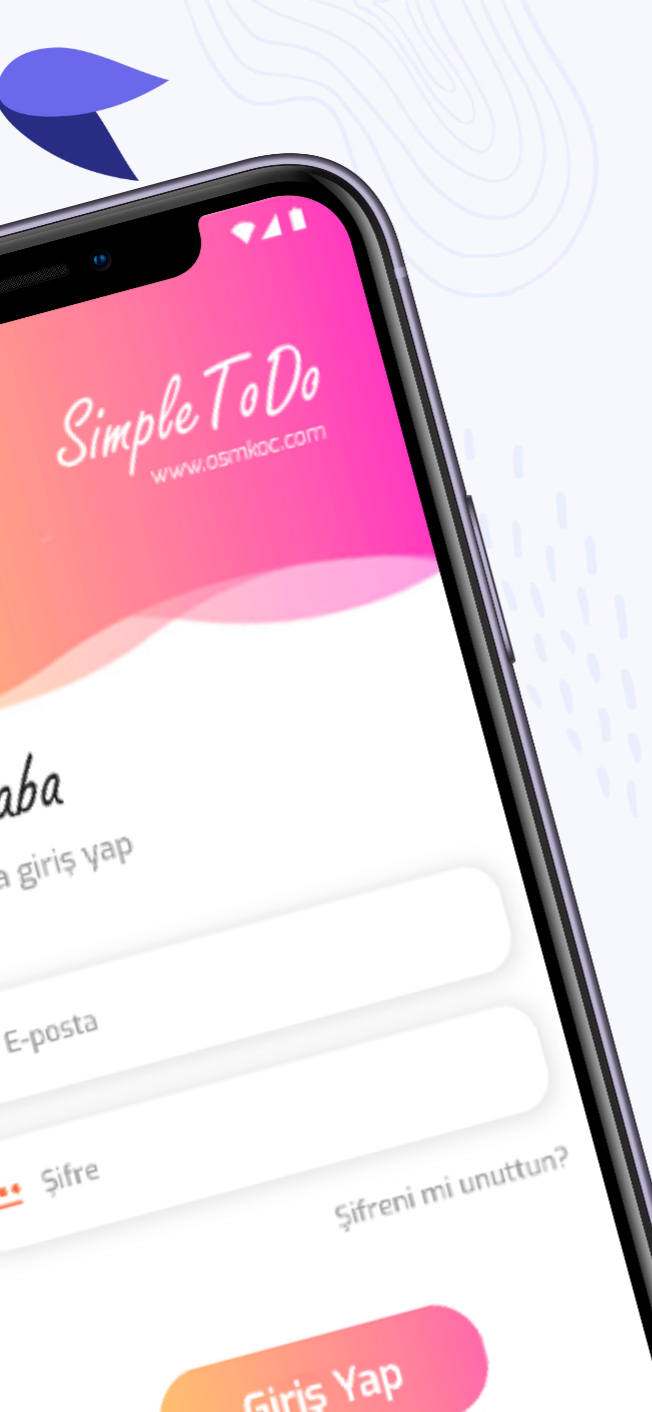 SimpleToDo
www.osmkoc.com
aba
a giriş yap
E-posta
Şifre
Şifreni mi unuttun?
Giriş Yap